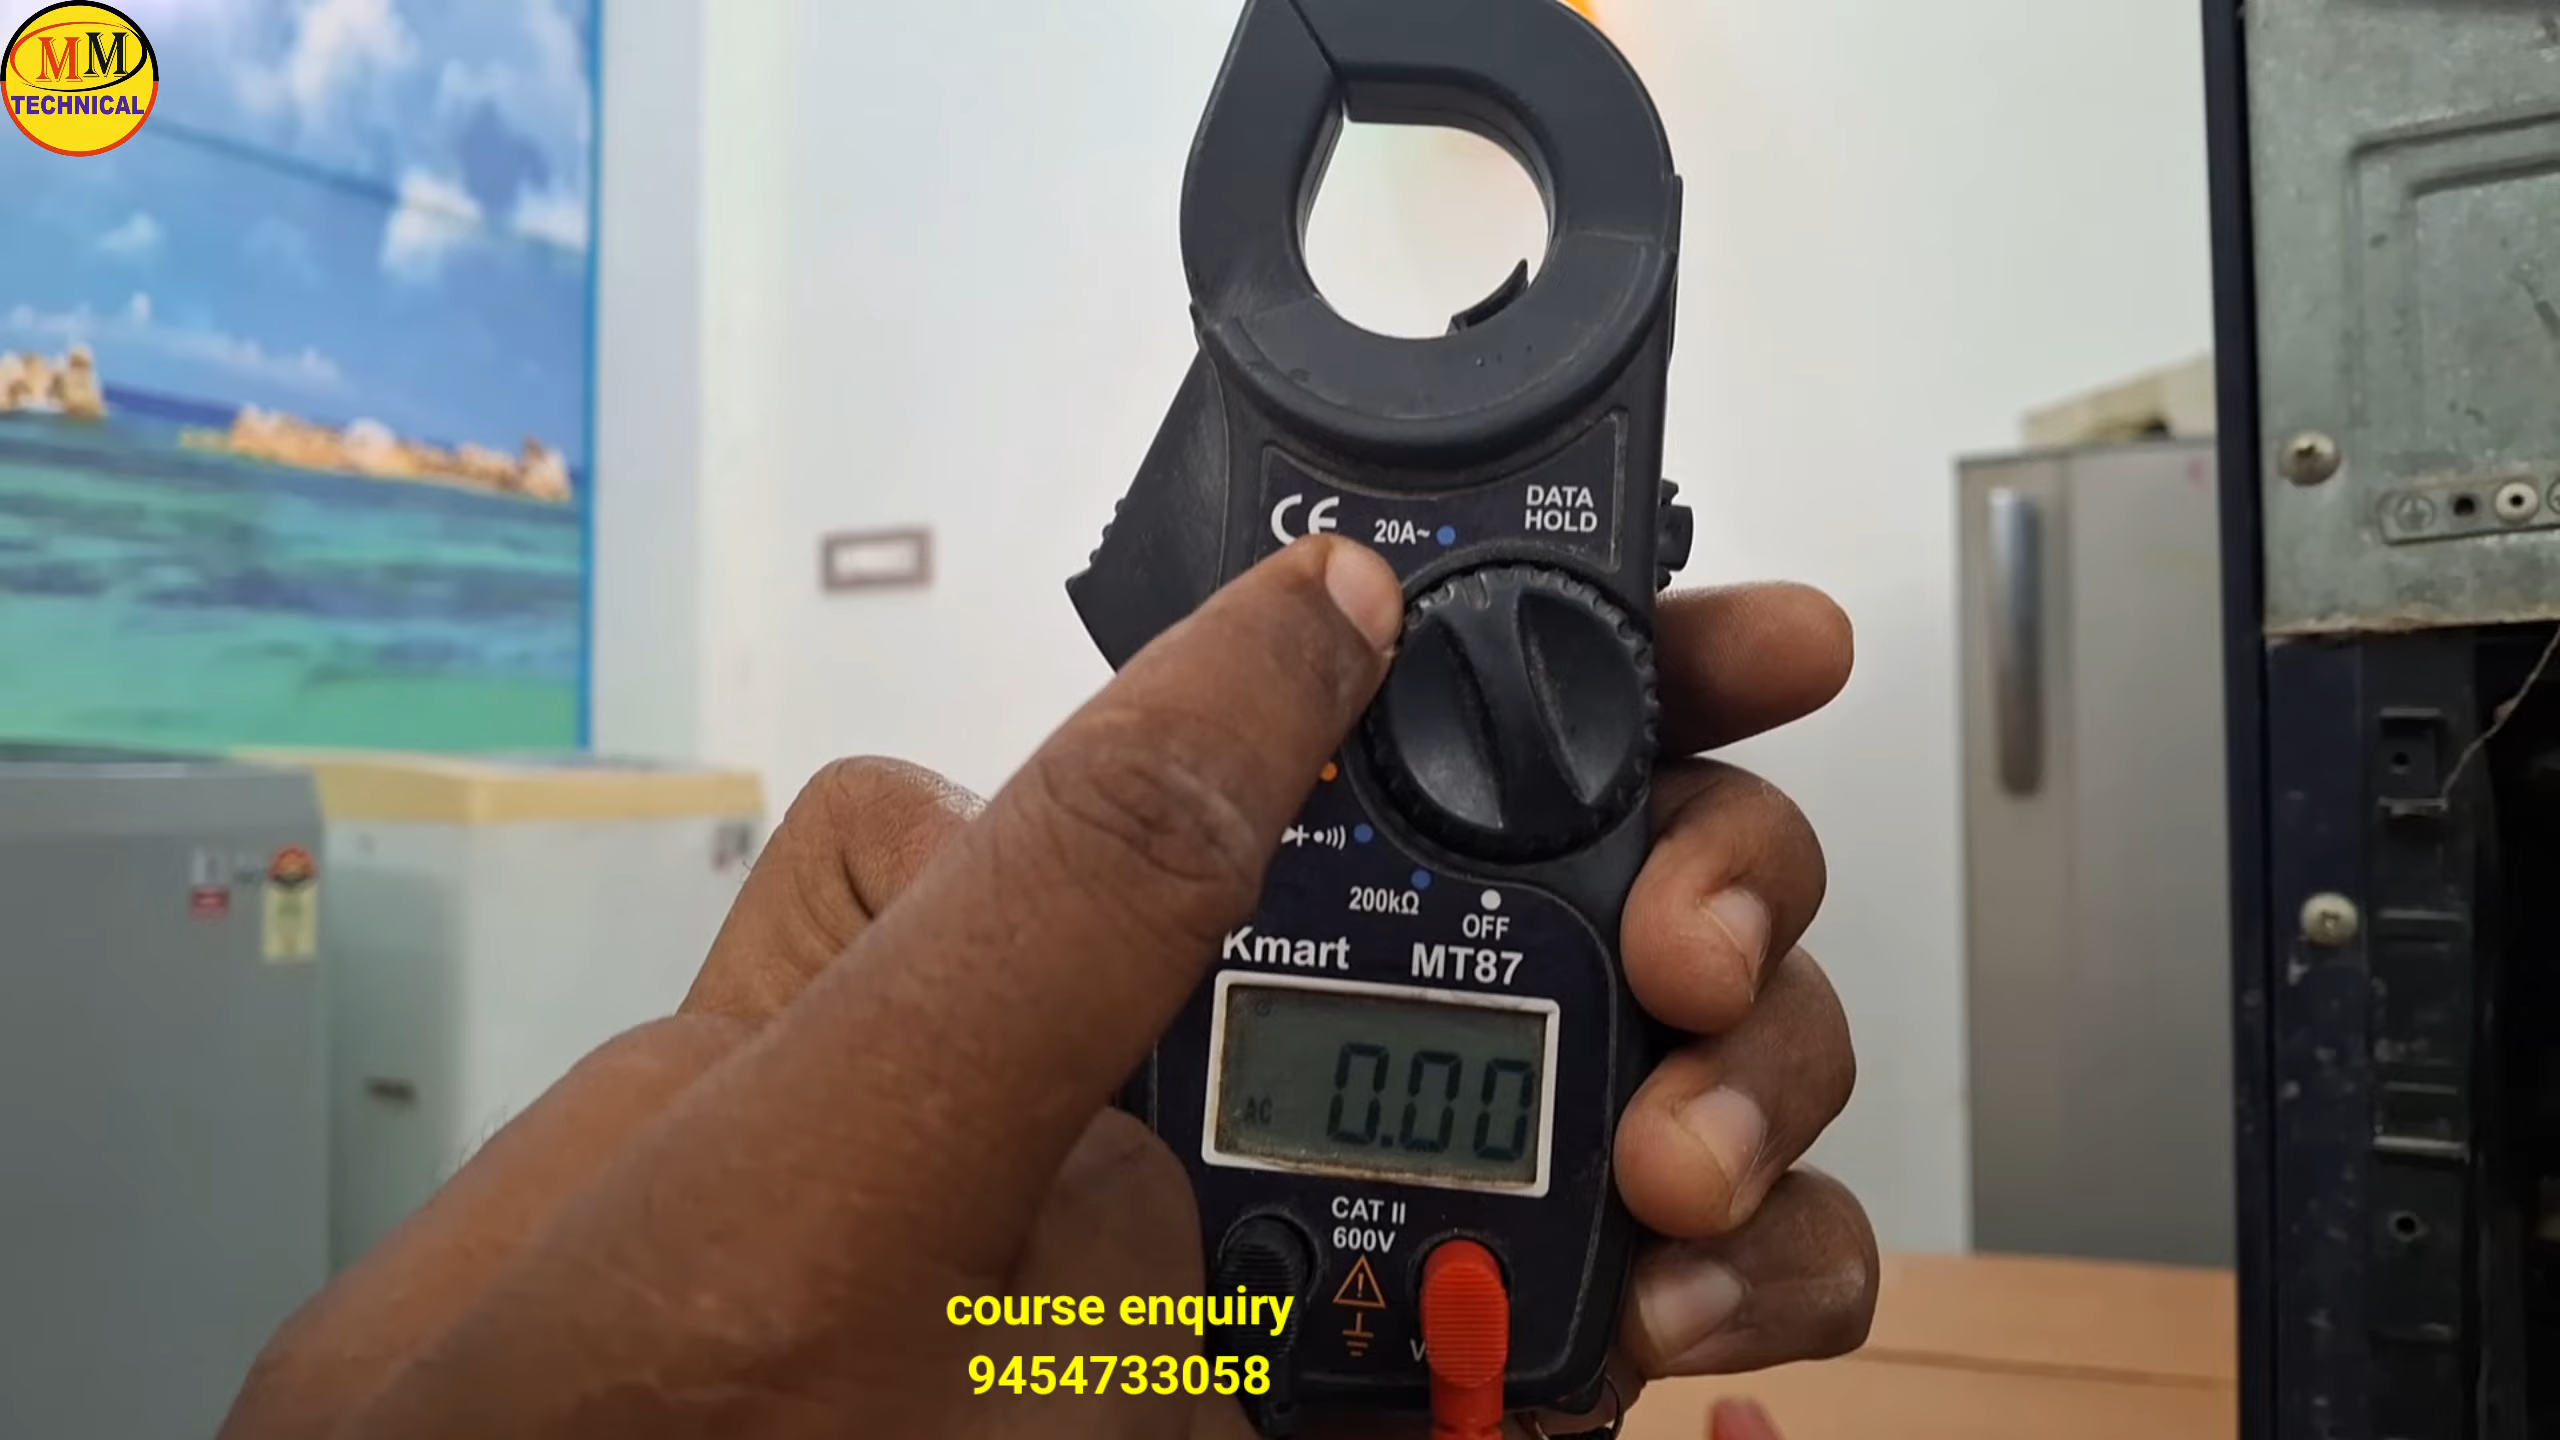 MM
TECHNICAL
CE
20A~
DATA
HOLD
200kΩ
OFF
Kmart
MT87
AC
0.00
CAT II
600V
course enquiry
9454733058